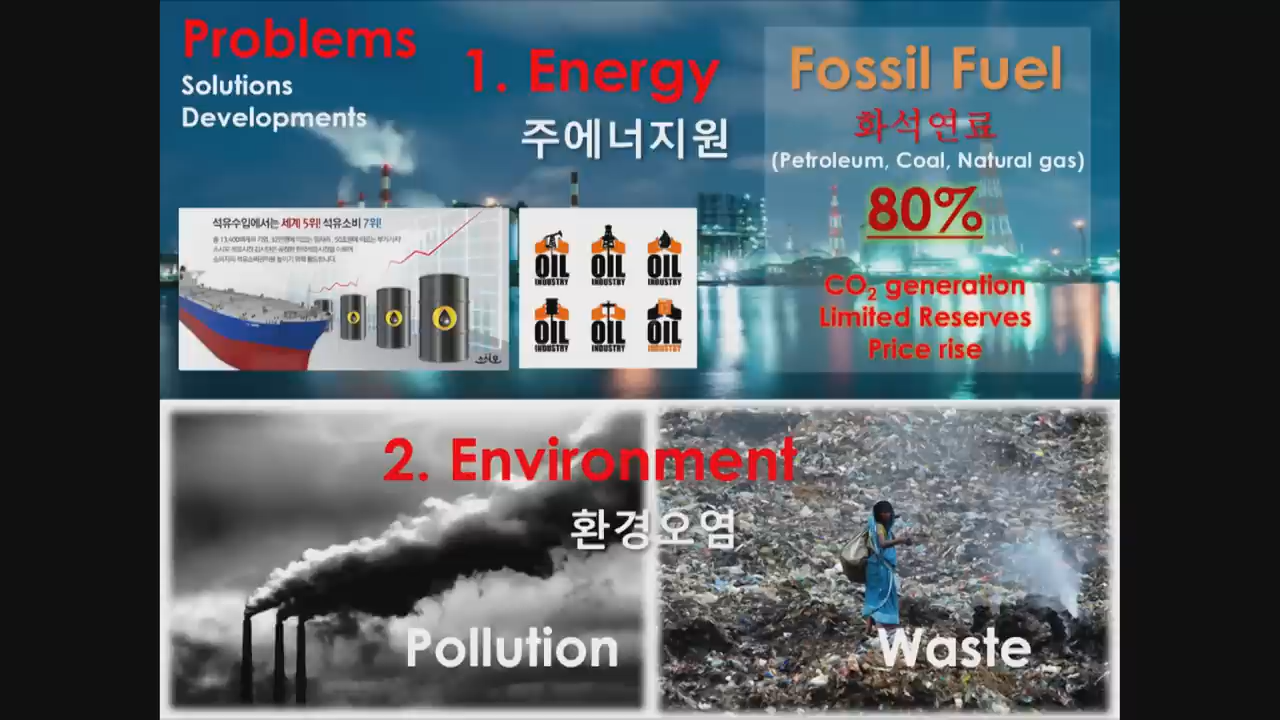 Problems
Solutions
Developments
1. Energy
주에너지원
Fossil Fuel
화석연료
(Petroleum, Coal, Natural gas)
80%
CO₂ generation
Limited Reserves
Price rise
석유수입에서는 세계 5위! 석유소비 7위!
OIL
INDUSTRY
OIL
INDUSTRY
OIL
INDUSTRY
OIL
INDUSTRY
OIL
INDUSTRY
OIL
INDUSTRY
2. Environment
환경오염
Pollution
Waste